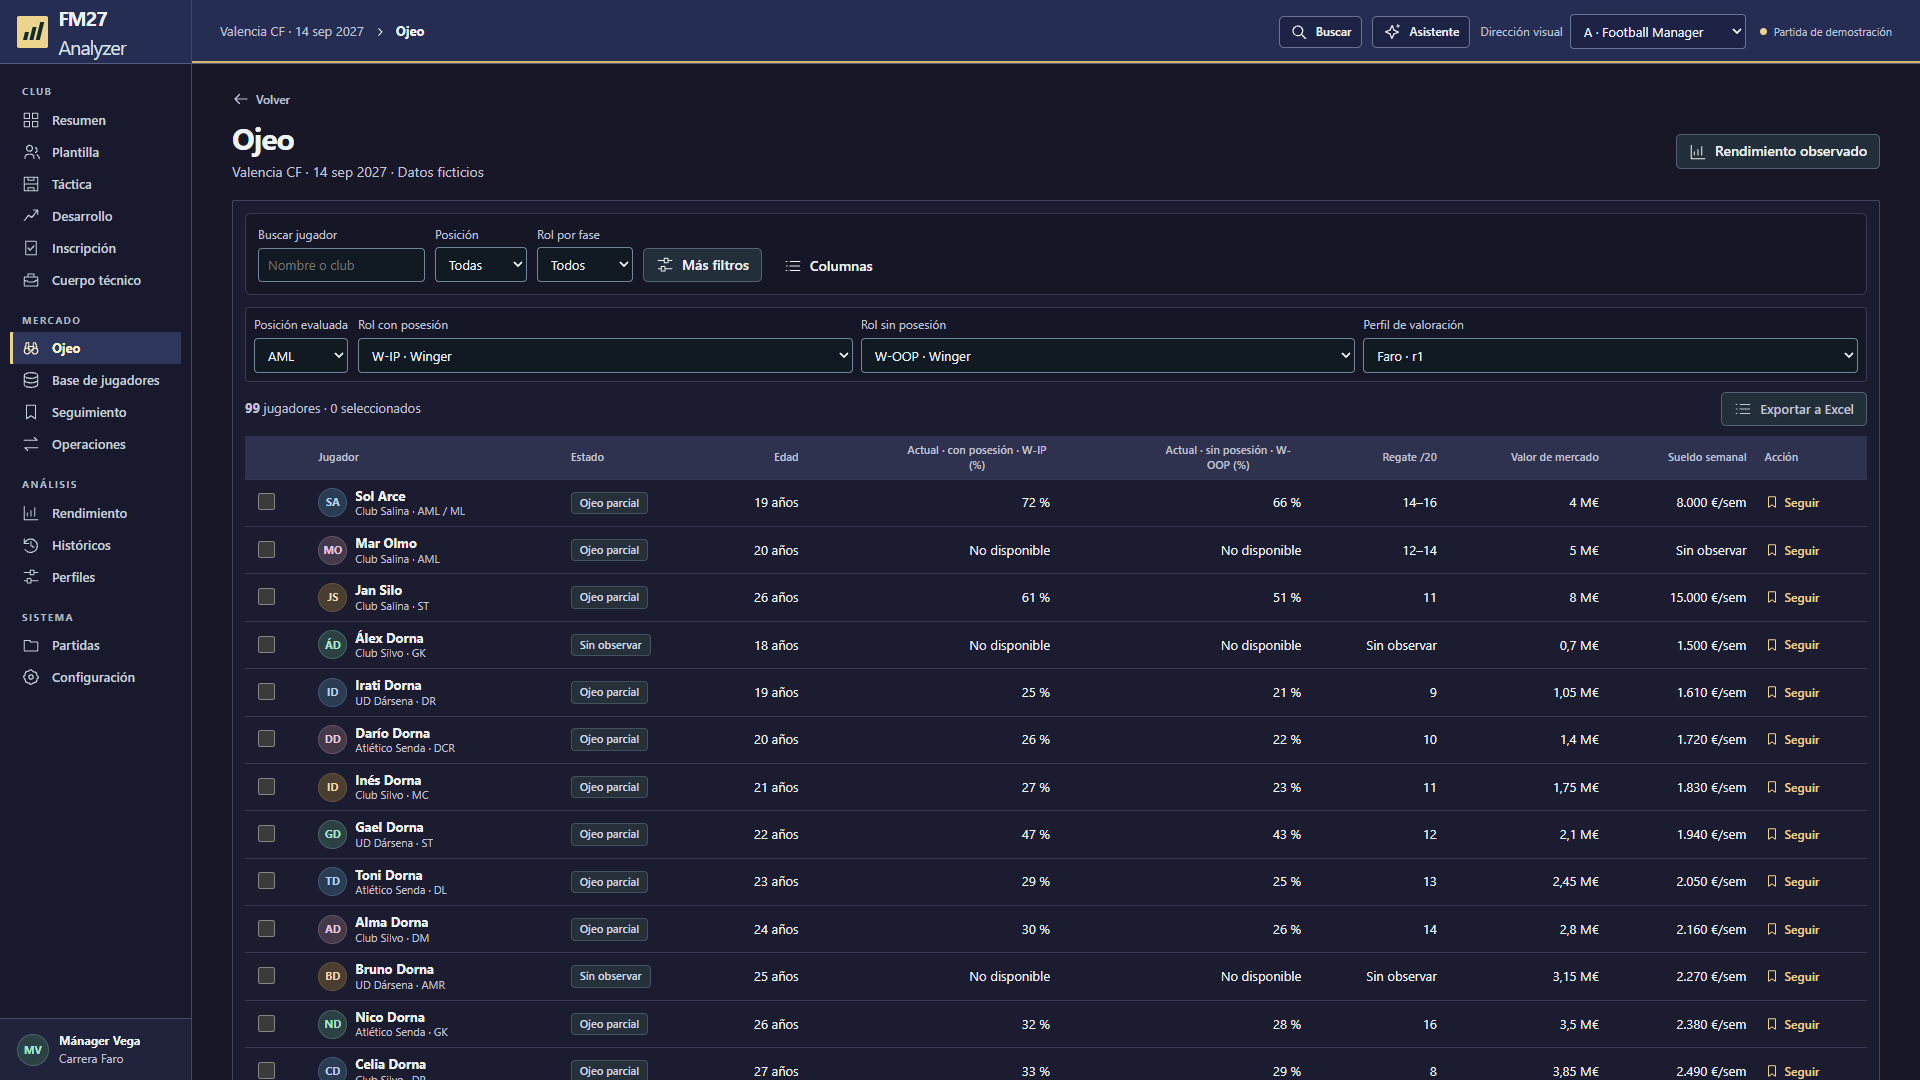 FM27
Analyzer
Valencia CF · 14 sep 2027 › Ojeo
Buscar
Asistente
Dirección visual
A · Football Manager
Partida de demostración
CLUB
Resumen
Plantilla
Táctica
Desarrollo
Inscripción
Cuerpo técnico
MERCADO
Ojeo
Base de jugadores
Seguimiento
Operaciones
ANÁLISIS
Rendimiento
Históricos
Perfiles
SISTEMA
Partidas
Configuración
MV
Mánager Vega
Carrera Faro
Volver
Ojeo
Valencia CF · 14 sep 2027 · Datos ficticios
Rendimiento observado
Buscar jugador
Nombre o club
Posición
Todas
Rol por fase
Todos
Más filtros
Columnas
Posición evaluada
AML
Rol con posesión
W-IP · Winger
Rol sin posesión
W-OOP · Winger
Perfil de valoración
Faro · r1
99 jugadores · 0 seleccionados
Exportar a Excel
Jugador Estado Edad Actual · con posesión · W-IP (%) Actual · sin posesión · W-OOP (%) Regate /20 Valor de mercado Sueldo semanal Acción
SA Sol Arce Ojeo parcial 19 años 72 % 66 % 14–16 4 M€ 8.000 €/sem Seguir
Club Salina · AML / ML
MO Mar Olmo Ojeo parcial 20 años No disponible No disponible 12–14 5 M€ Sin observar Seguir
Club Salina · AML
JS Jan Silo Ojeo parcial 26 años 61 % 51 % 11 8 M€ 15.000 €/sem Seguir
Club Salina · ST
ÁD Álex Dorna Sin observar 18 años No disponible No disponible Sin observar 0,7 M€ 1.500 €/sem Seguir
Club Silvo · GK
ID Irati Dorna Ojeo parcial 19 años 25 % 21 % 9 1,05 M€ 1.610 €/sem Seguir
UD Dársena · DR
DD Darío Dorna Ojeo parcial 20 años 26 % 22 % 10 1,4 M€ 1.720 €/sem Seguir
Atlético Senda · DCR
ID Inés Dorna Ojeo parcial 21 años 27 % 23 % 11 1,75 M€ 1.830 €/sem Seguir
Club Silvo · MC
GD Gael Dorna Ojeo parcial 22 años 47 % 43 % 12 2,1 M€ 1.940 €/sem Seguir
UD Dársena · ST
TD Toni Dorna Ojeo parcial 23 años 29 % 25 % 13 2,45 M€ 2.050 €/sem Seguir
Atlético Senda · DL
AD Alma Dorna Ojeo parcial 24 años 30 % 26 % 14 2,8 M€ 2.160 €/sem Seguir
Club Silvo · DM
BD Bruno Dorna Sin observar 25 años No disponible No disponible Sin observar 3,15 M€ 2.270 €/sem Seguir
UD Dársena · AMR
ND Nico Dorna Ojeo parcial 26 años 32 % 28 % 16 3,5 M€ 2.380 €/sem Seguir
Atlético Senda · GK
CD Celia Dorna Ojeo parcial 27 años 33 % 29 % 8 3,85 M€ 2.490 €/sem Seguir
Club Silvo · DR